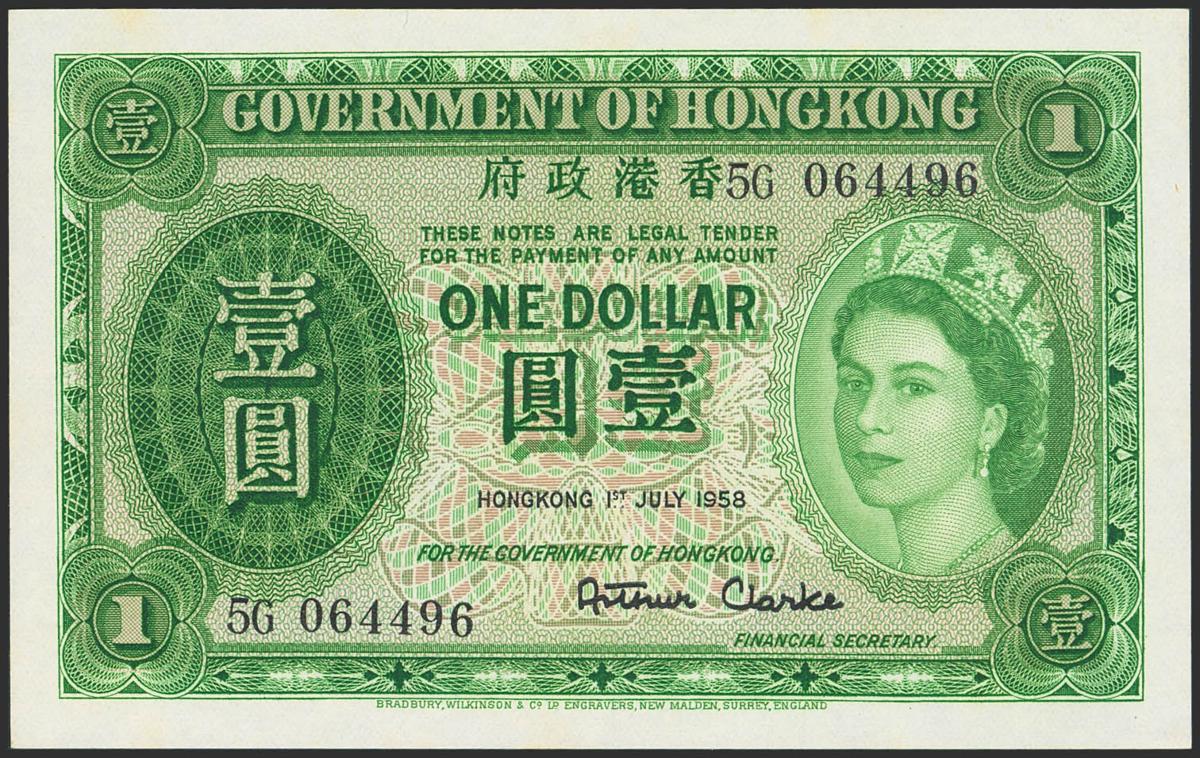 壹
GOVERNMENT OF HONGKONG
1
府政港香
5G 064496
THESE NOTES ARE LEGAL TENDER
FOR THE PAYMENT OF ANY AMOUNT
ONE DOLLAR
壹
圓
圓壹
HONGKONG 1ST JULY 1958
FOR THE GOVERNMENT OF HONGKONG.
Arthur Clarke
1
5G 064496
FINANCIAL SECRETARY.
壹
BRADBURY, WILKINSON & Co LD ENGRAVERS, NEW MALDEN, SURREY, ENGLAND